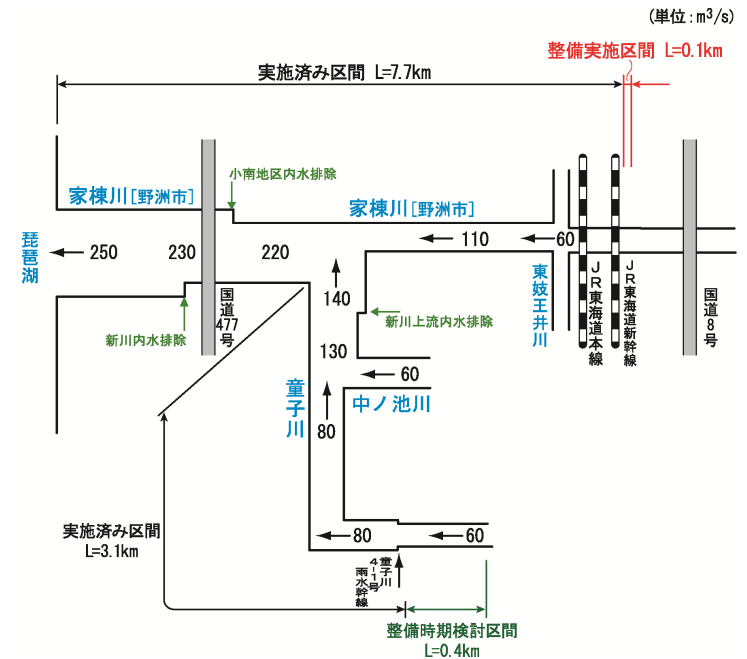 (単位:m³/s)
整備実施区間 L=0.1km
実施済み区間 L=7.7km
小南地区内水排除
家棟川[野洲市]
家棟川[野洲市]
琵琶湖
250
230
220
110
60
140
国道477号
新川内水排除
新川上流内水排除
東妓王井川
JR東海道本線
JR東海道新幹線
国道8号
130
60
童子川
中ノ池川
80
実施済み区間
L=3.1km
80
60
童子川
4-1号
雨水幹線
整備時期検討区間
L=0.4km